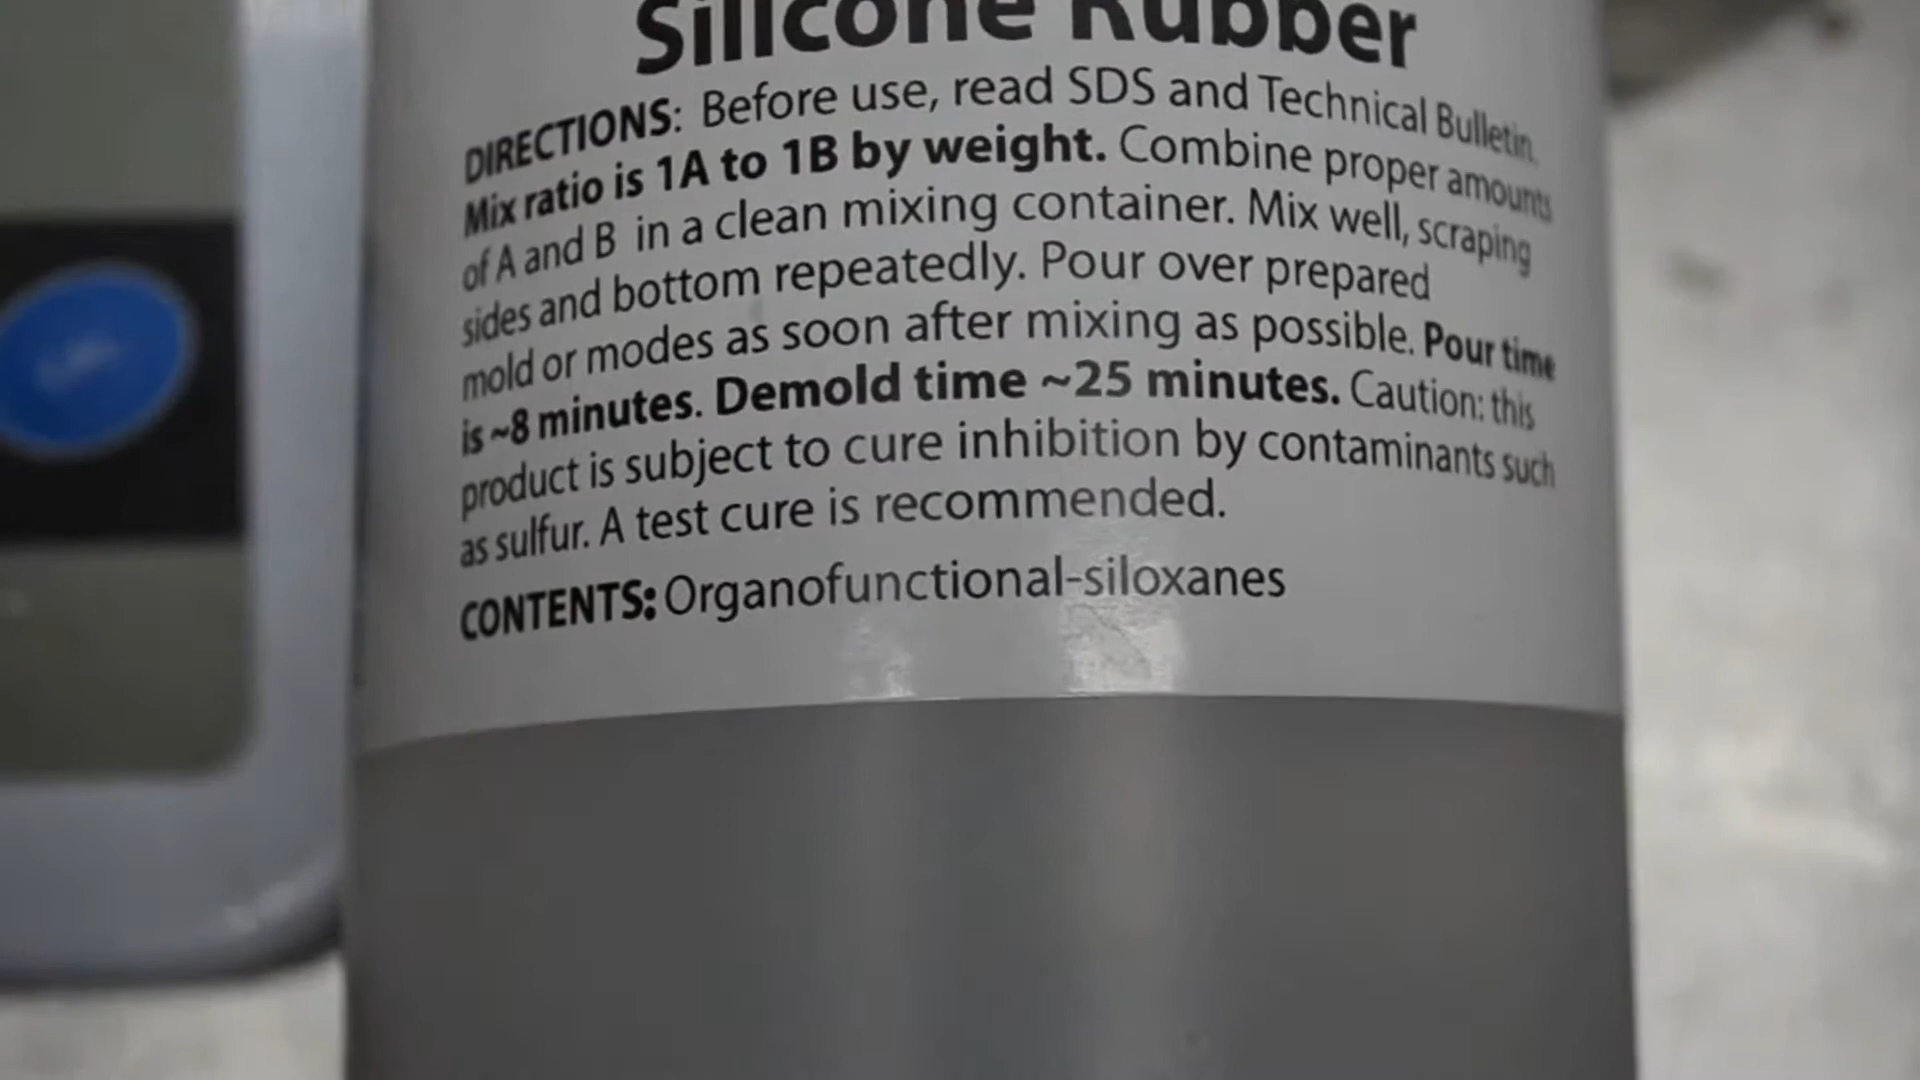 Silicone Rubber
DIRECTIONS: Before use, read SDS and Technical Bulletin.
Mix ratio is 1A to 1B by weight. Combine proper amounts
of A and B in a clean mixing container. Mix well, scraping
sides and bottom repeatedly. Pour over prepared
mold or modes as soon after mixing as possible. Pour time
is ~8 minutes. Demold time ~25 minutes. Caution: this
product is subject to cure inhibition by contaminants such
as sulfur. A test cure is recommended.
CONTENTS: Organofunctional-siloxanes